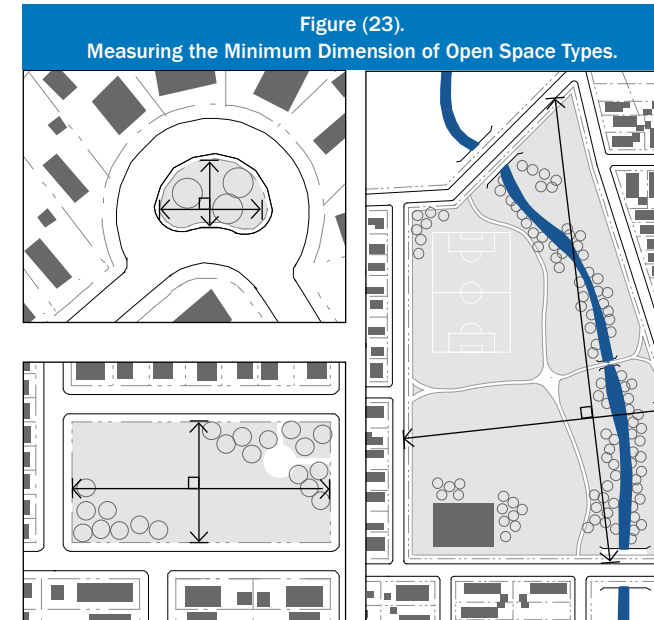 Figure (23).
Measuring the Minimum Dimension of Open Space Types.